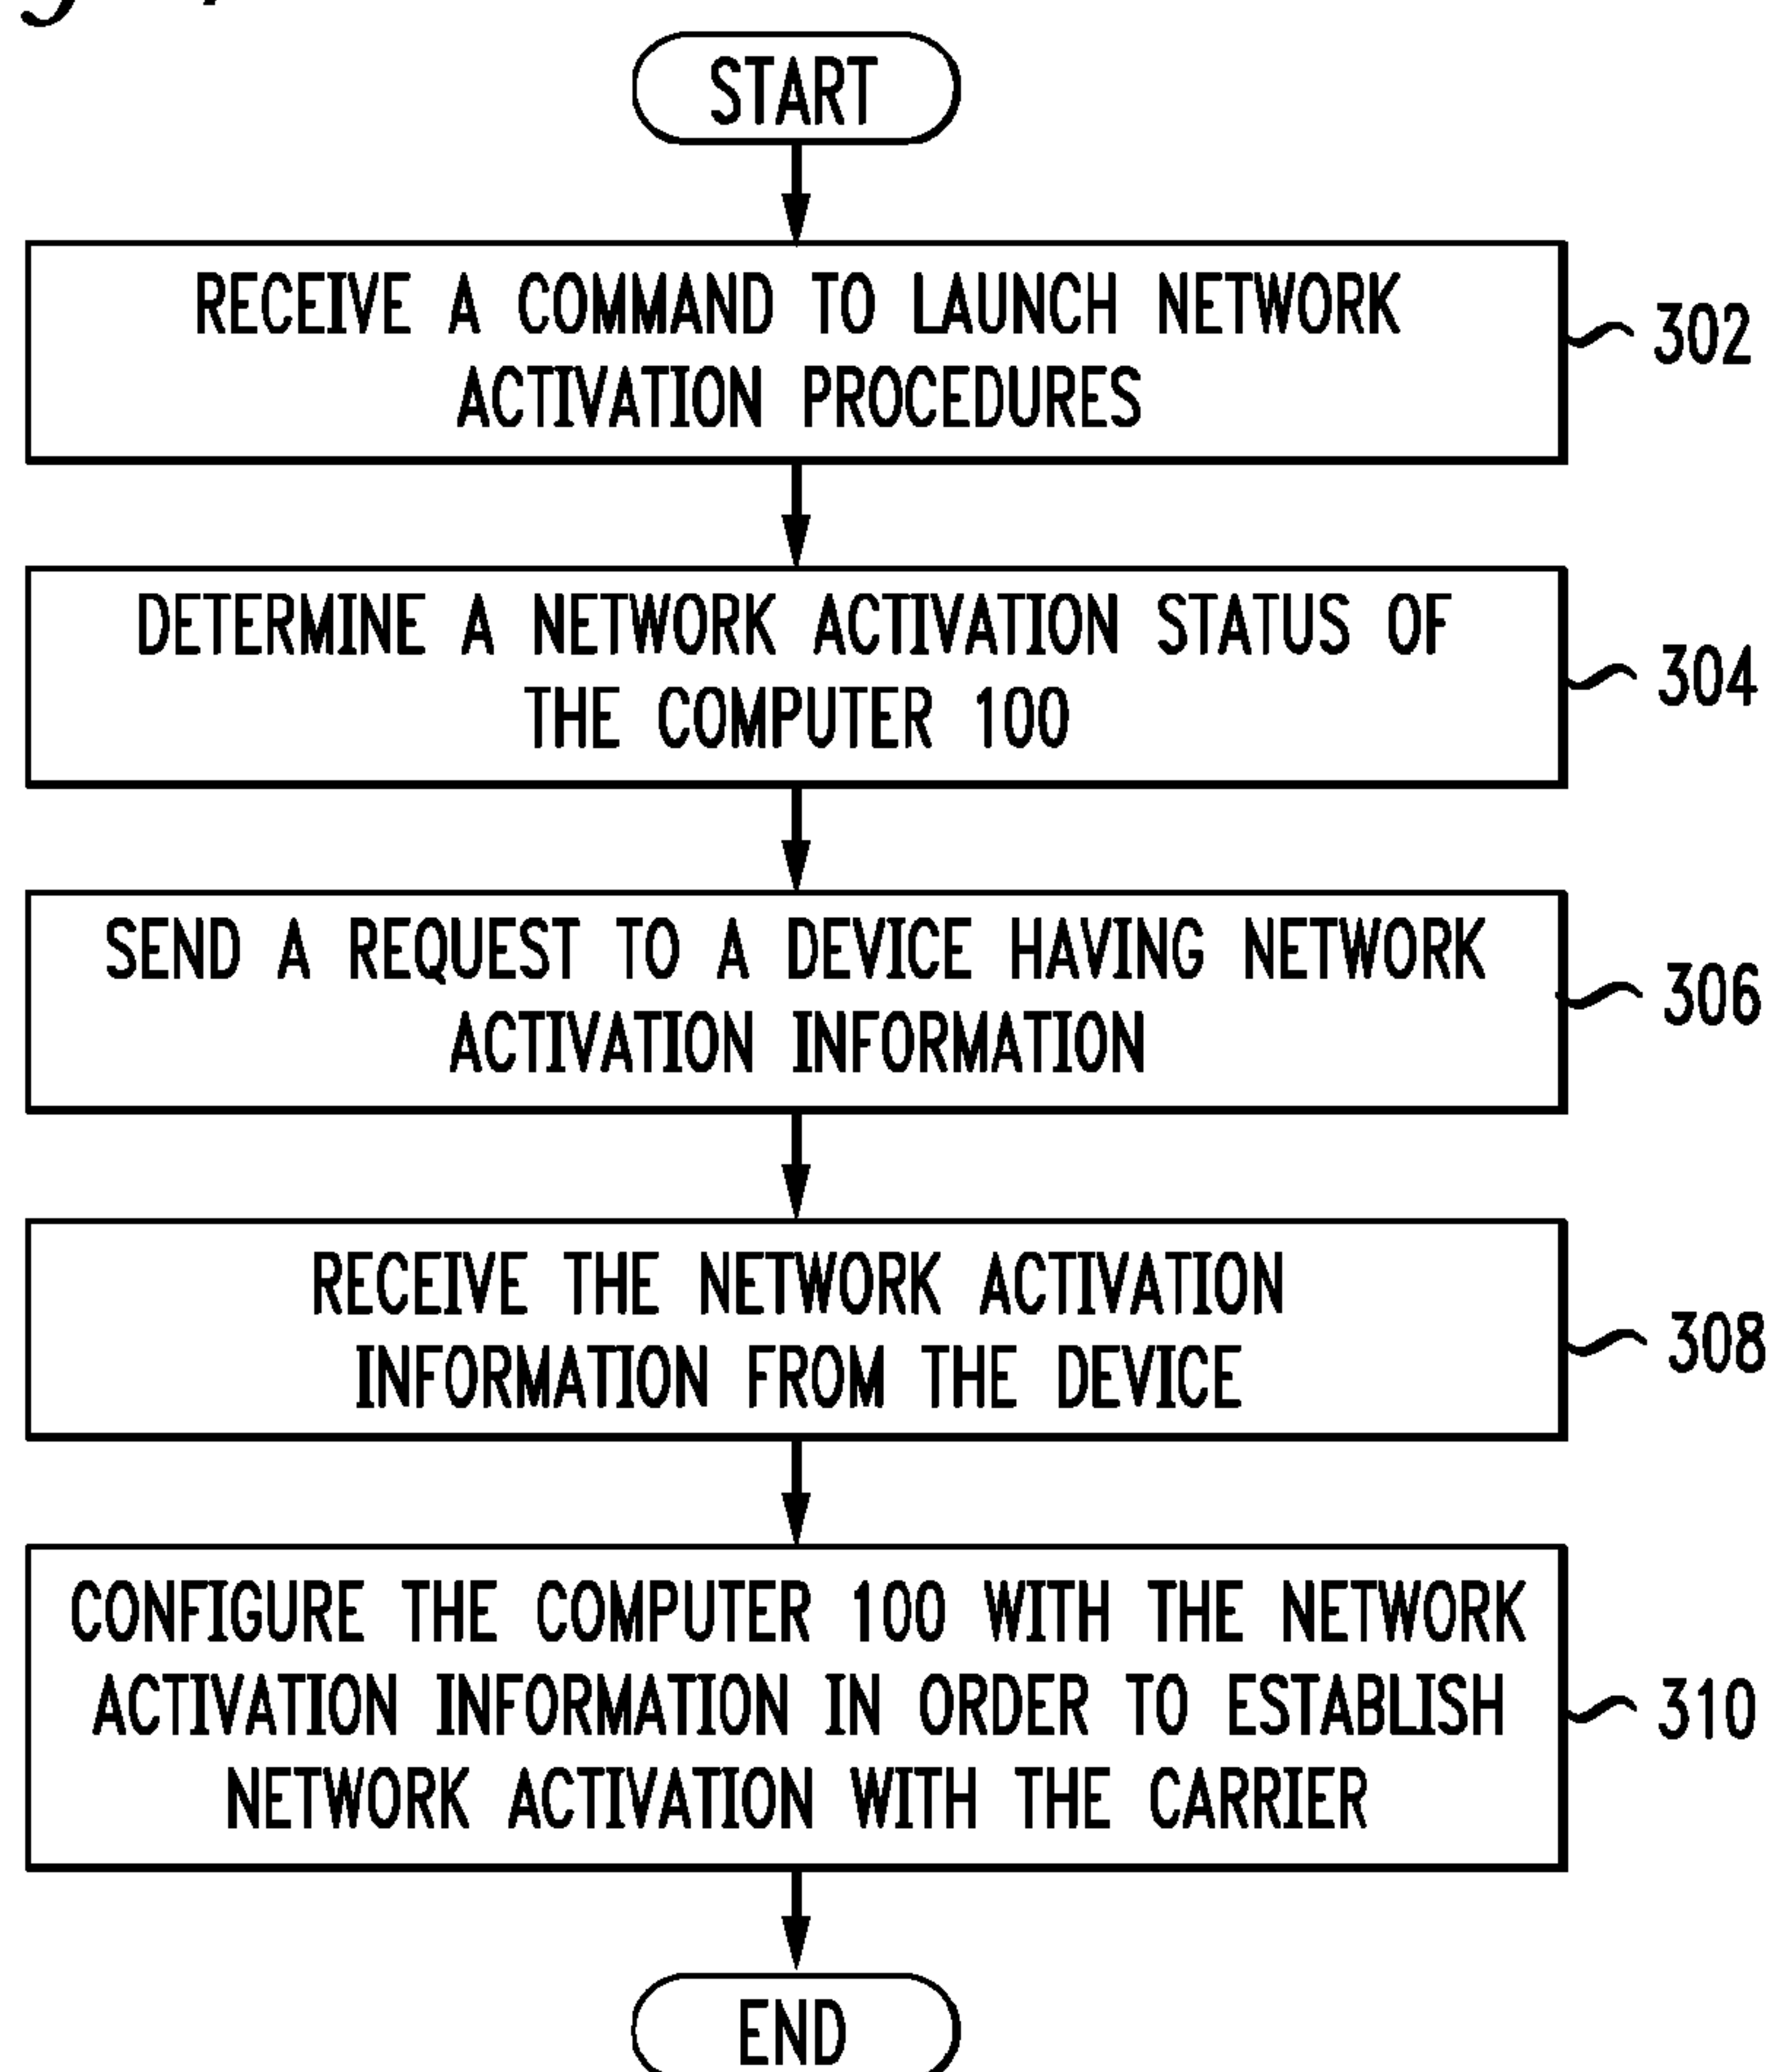 START
RECEIVE A COMMAND TO LAUNCH NETWORK
ACTIVATION PROCEDURES
302
DETERMINE A NETWORK ACTIVATION STATUS OF
THE COMPUTER 100
304
SEND A REQUEST TO A DEVICE HAVING NETWORK
ACTIVATION INFORMATION
306
RECEIVE THE NETWORK ACTIVATION
INFORMATION FROM THE DEVICE
308
CONFIGURE THE COMPUTER 100 WITH THE NETWORK
ACTIVATION INFORMATION IN ORDER TO ESTABLISH
NETWORK ACTIVATION WITH THE CARRIER
310
END